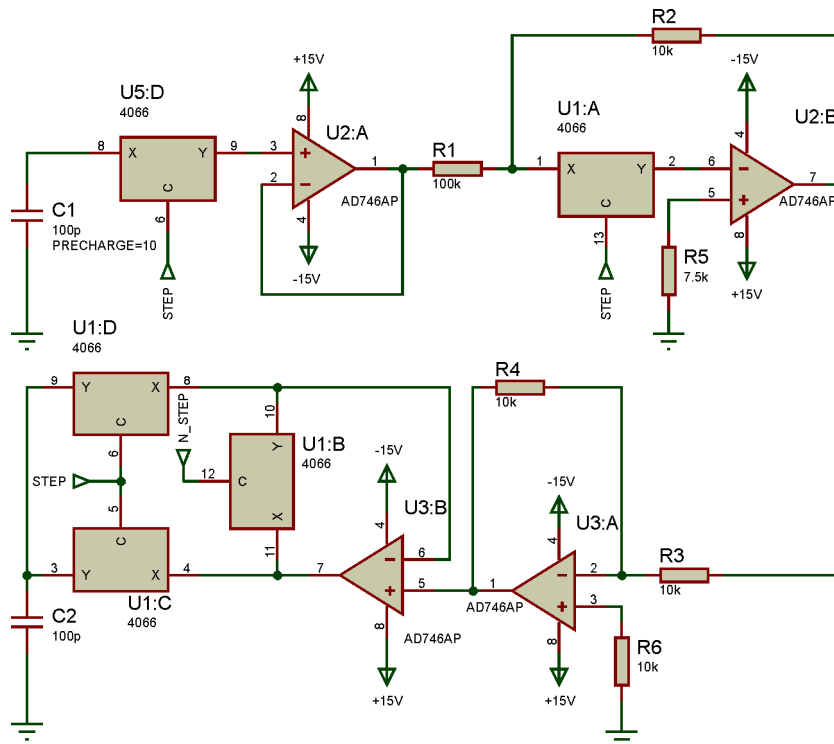 R2
10k
+15V
-15V
U5:D
4066
U2:A
U1:A
4066
U2:B
8
X
Y
9
C
6
8
3
+
2
-
1
4
AD746AP
R1
100k
1
X
Y
2
C
13
4
6
-
5
+
7
8
AD746AP
C1
100p
PRECHARGE=10
STEP
-15V
STEP
R5
7.5k
+15V
U1:D
4066
9
Y
X
8
C
6
N_STEP
10
Y
U1:B
4066
12
C
X
11
STEP
5
C
3
Y
X
4
U1:C
4066
C2
100p
R4
10k
-15V
U3:B
4
6
-
5
+
7
8
AD746AP
+15V
-15V
U3:A
4
2
-
3
+
1
8
AD746AP
+15V
R3
10k
R6
10k